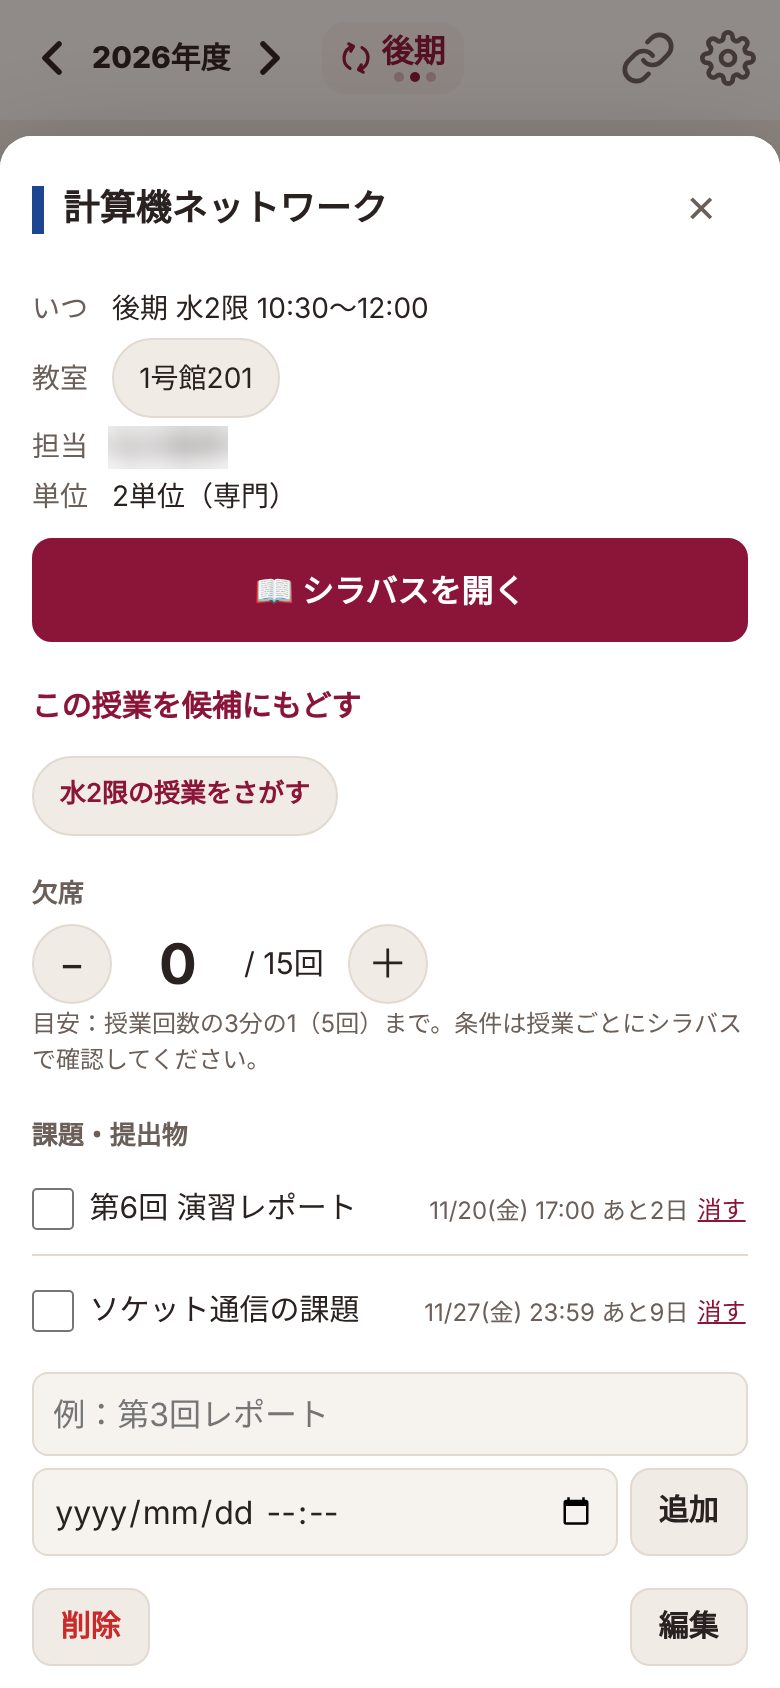 2026年度
後期
計算機ネットワーク
いつ 後期 水2限 10:30〜12:00
教室 1号館201
担当
単位 2単位（専門）
シラバスを開く
この授業を候補にもどす
水2限の授業をさがす
欠席
− 0 / 15回 ＋
目安：授業回数の3分の1（5回）まで。条件は授業ごとにシラバス
で確認してください。
課題・提出物
第6回 演習レポート 11/20(金) 17:00 あと2日 消す
ソケット通信の課題 11/27(金) 23:59 あと9日 消す
例：第3回レポート
yyyy/mm/dd --:-- 追加
削除 編集